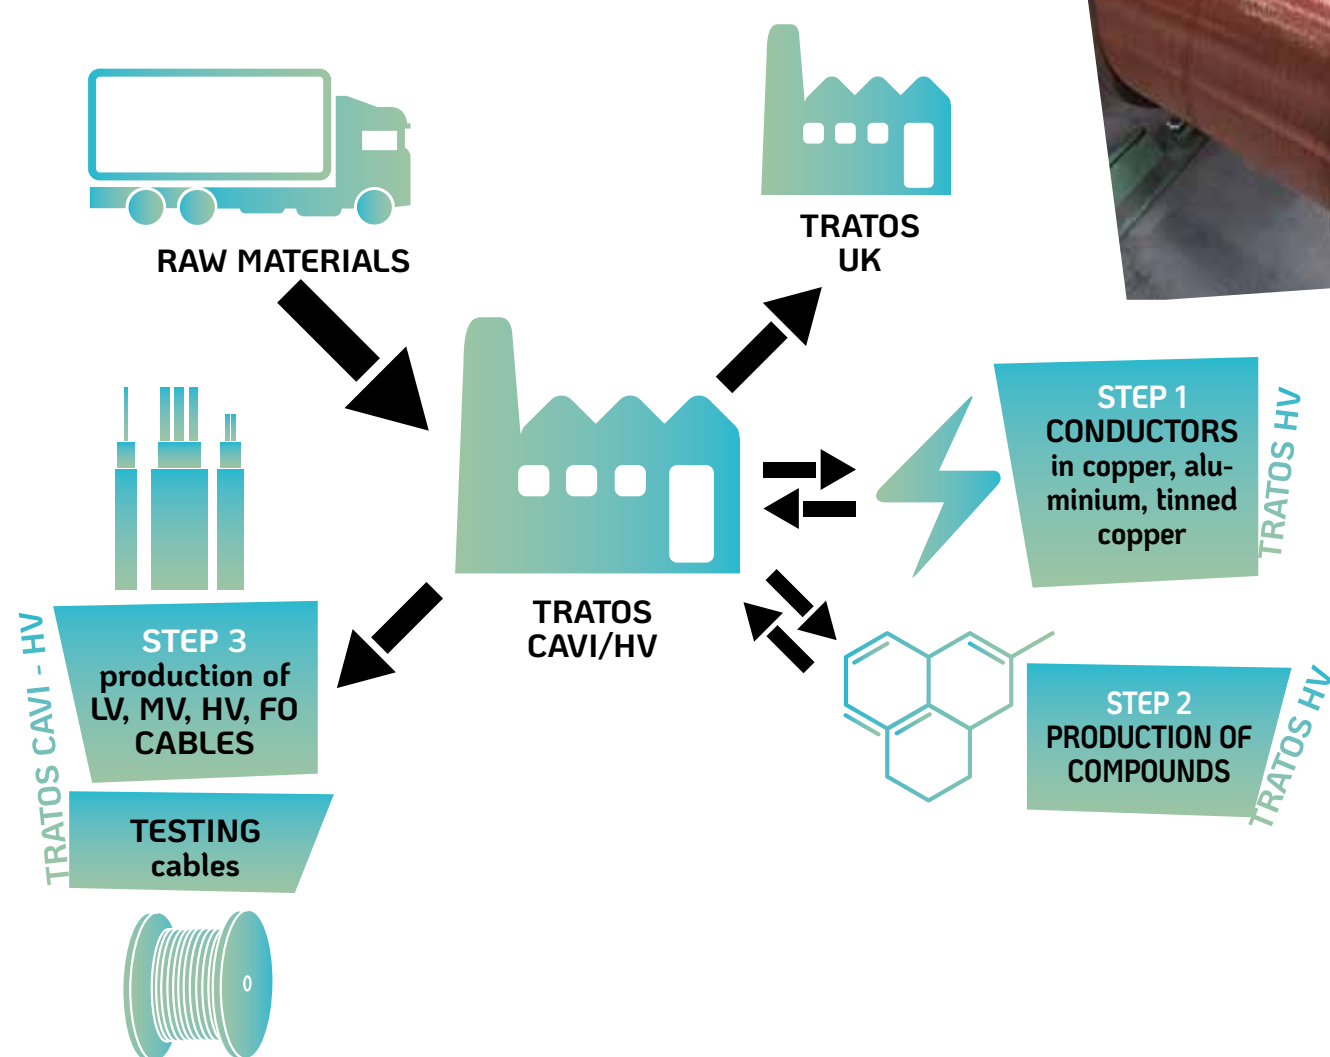 RAW MATERIALS
TRATOS
UK
TRATOS
CAVI/HV
STEP 1
CONDUCTORS
in copper, alu-
minium, tinned
copper
TRATOS HV
STEP 2
PRODUCTION OF
COMPOUNDS
TRATOS HV
STEP 3
production of
LV, MV, HV, FO
CABLES
TESTING
cables
TRATOS CAVI - HV